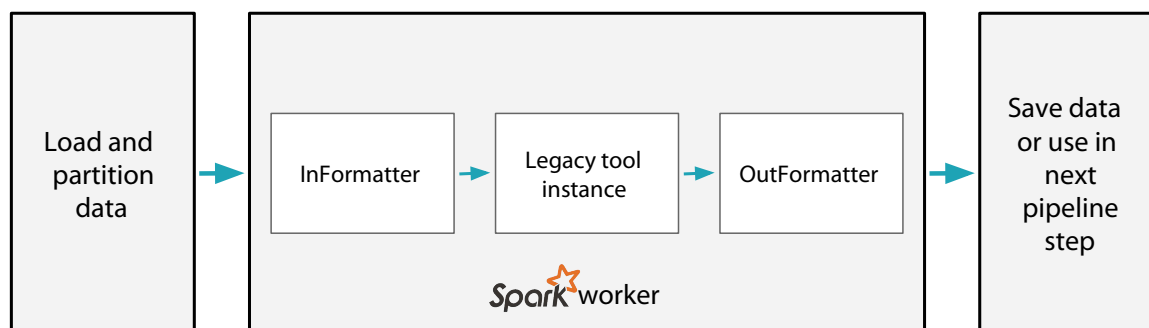 Load and
partition
data
InFormatter
Legacy tool
instance
OutFormatter
Spark worker
Save data
or use in
next
pipeline
step